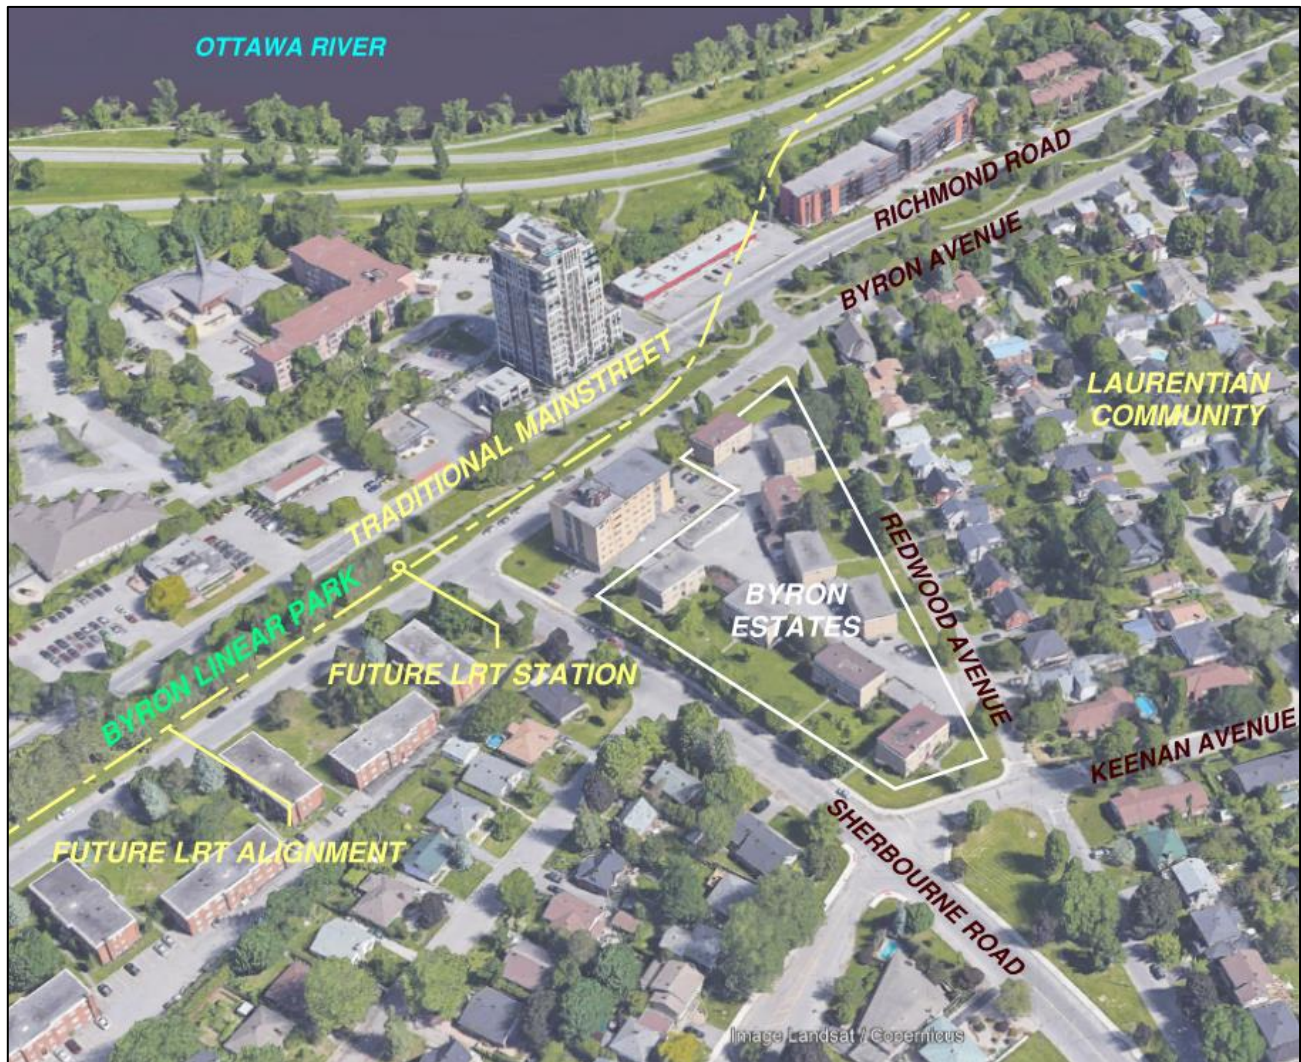 OTTAWA RIVER
RICHMOND ROAD
BYRON AVENUE
TRADITIONAL MAINSTREET
LAURENTIAN
COMMUNITY
REDWOOD AVENUE
BYRON
ESTATES
BYRON LINEAR PARK
FUTURE LRT STATION
KEENAN AVENUE
FUTURE LRT ALIGNMENT
SHERBOURNE ROAD
Image Landsat / Copernicus